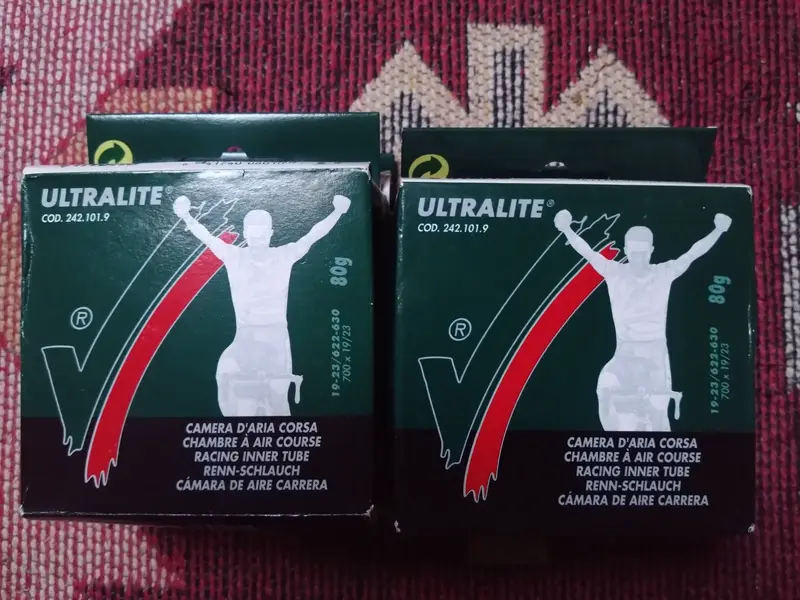 ULTRALITE®
COD. 242.101.9
®
80g
19-23/622-630
700 x 19/23
CAMERA D'ARIA CORSA
CHAMBRE À AIR COURSE
RACING INNER TUBE
RENN-SCHLAUCH
CÁMARA DE AIRE CARRERA
ULTRALITE®
COD. 242.101.9
®
80g
19-23/622-630
700 x 19/23
CAMERA D'ARIA CORSA
CHAMBRE À AIR COURSE
RACING INNER TUBE
RENN-SCHLAUCH
CÁMARA DE AIRE CARRERA